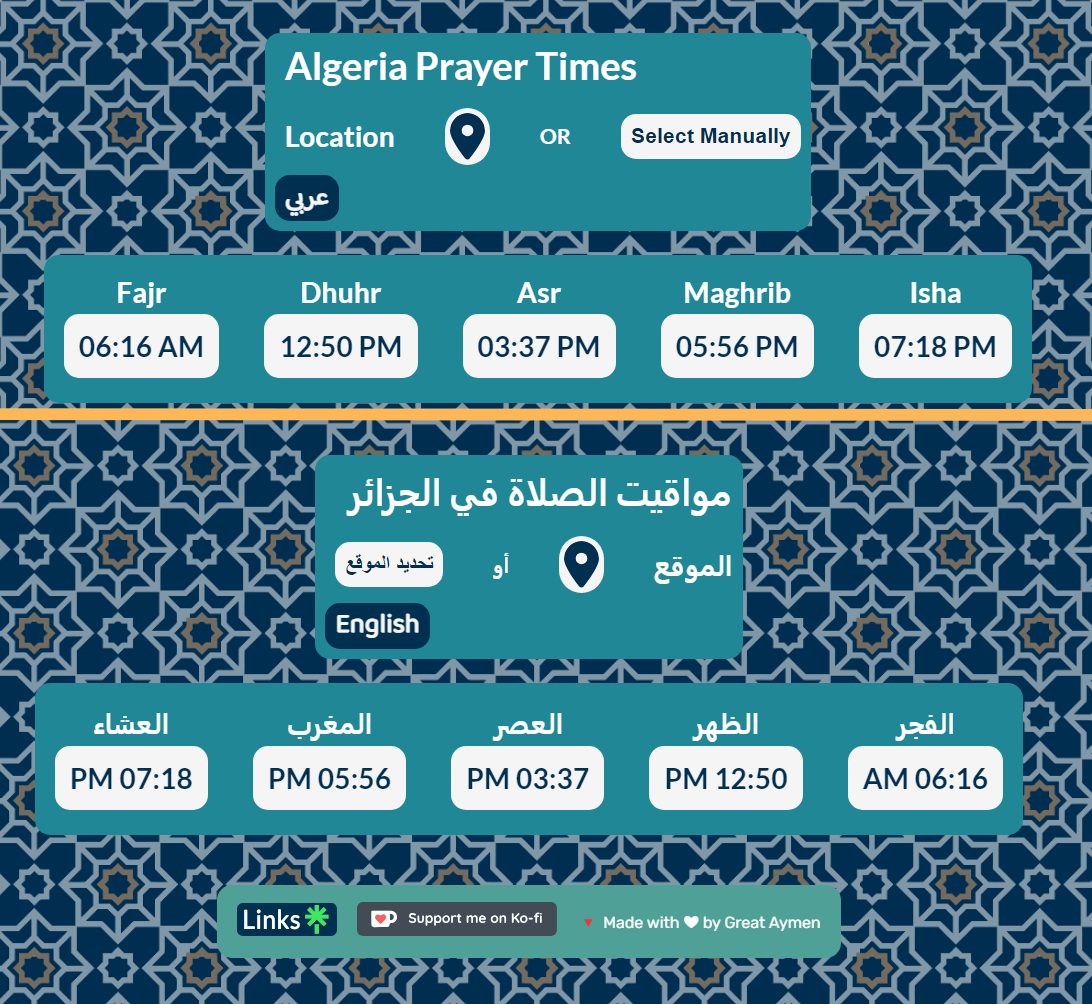 Algeria Prayer Times
Location OR Select Manually
عربي
Fajr Dhuhr Asr Maghrib Isha
06:16 AM 12:50 PM 03:37 PM 05:56 PM 07:18 PM
مواقيت الصلاة في الجزائر
الموقع أو تحديد الموقع
English
الفجر الظهر العصر المغرب العشاء
AM 06:16 PM 12:50 PM 03:37 PM 05:56 PM 07:18
Links Support me on Ko-fi Made with 🤍 by Great Aymen